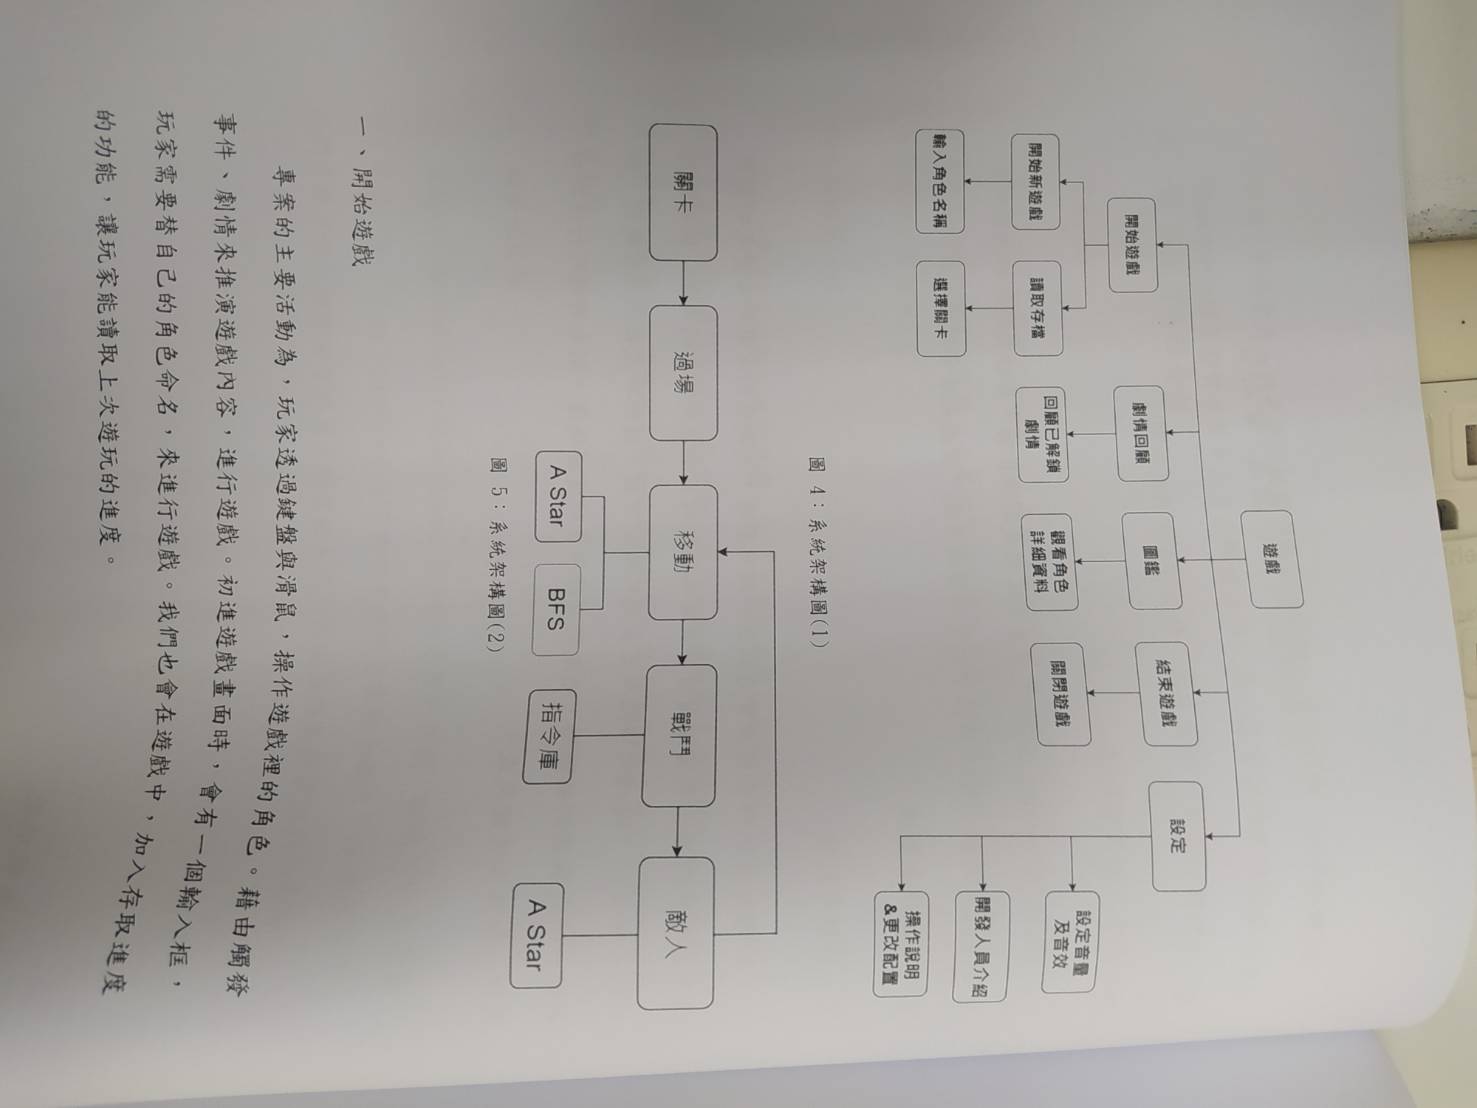 遊戲
開始遊戲
劇情回顧
圖鑑
結束遊戲
設定
開始新遊戲
讀取存檔
回顧已解鎖
劇情
觀看角色
詳細資料
關閉遊戲
設定音量
及音效
輸入角色名稱
選擇關卡
開發人員介紹
操作說明
&更改配置
圖 4：系統架構圖(1)
關卡
過場
移動
戰鬥
敵人
A Star
BFS
指令庫
A Star
圖 5：系統架構圖(2)
一、開始遊戲
專案的主要活動為，玩家透過鍵盤與滑鼠，操作遊戲裡的角色。藉由觸發
事件、劇情來推演遊戲內容，進行遊戲。初進遊戲畫面時，會有一個輸入框，
玩家需要替自己的角色命名，來進行遊戲。我們也會在遊戲中，加入存取進度
的功能，讓玩家能讀取上次遊玩的進度。